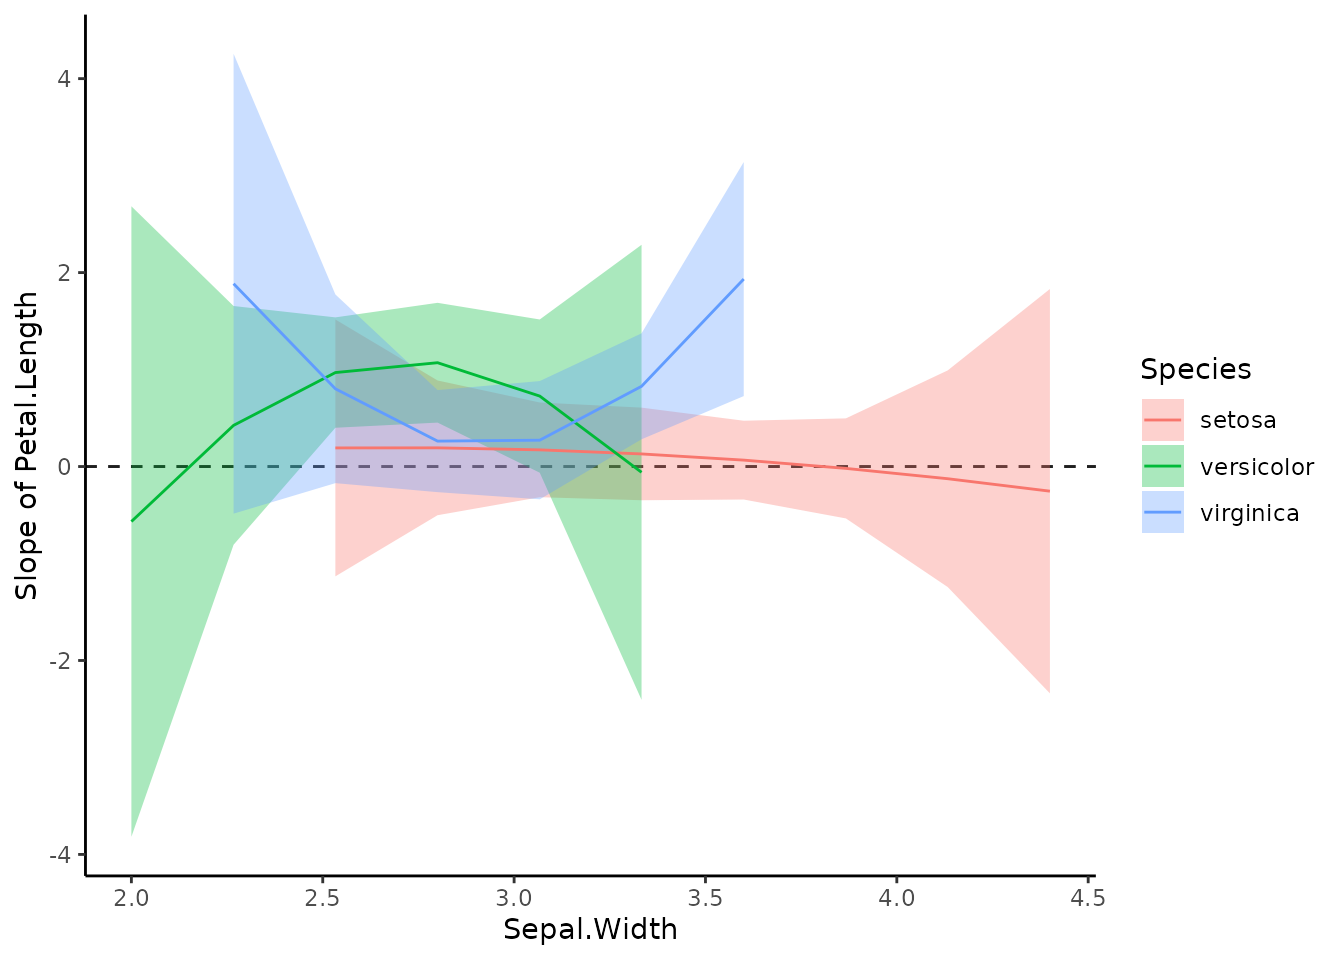 4
2
0
-2
-4
Slope of Petal.Length
2.0 2.5 3.0 3.5 4.0 4.5
Sepal.Width
Species
setosa
versicolor
virginica